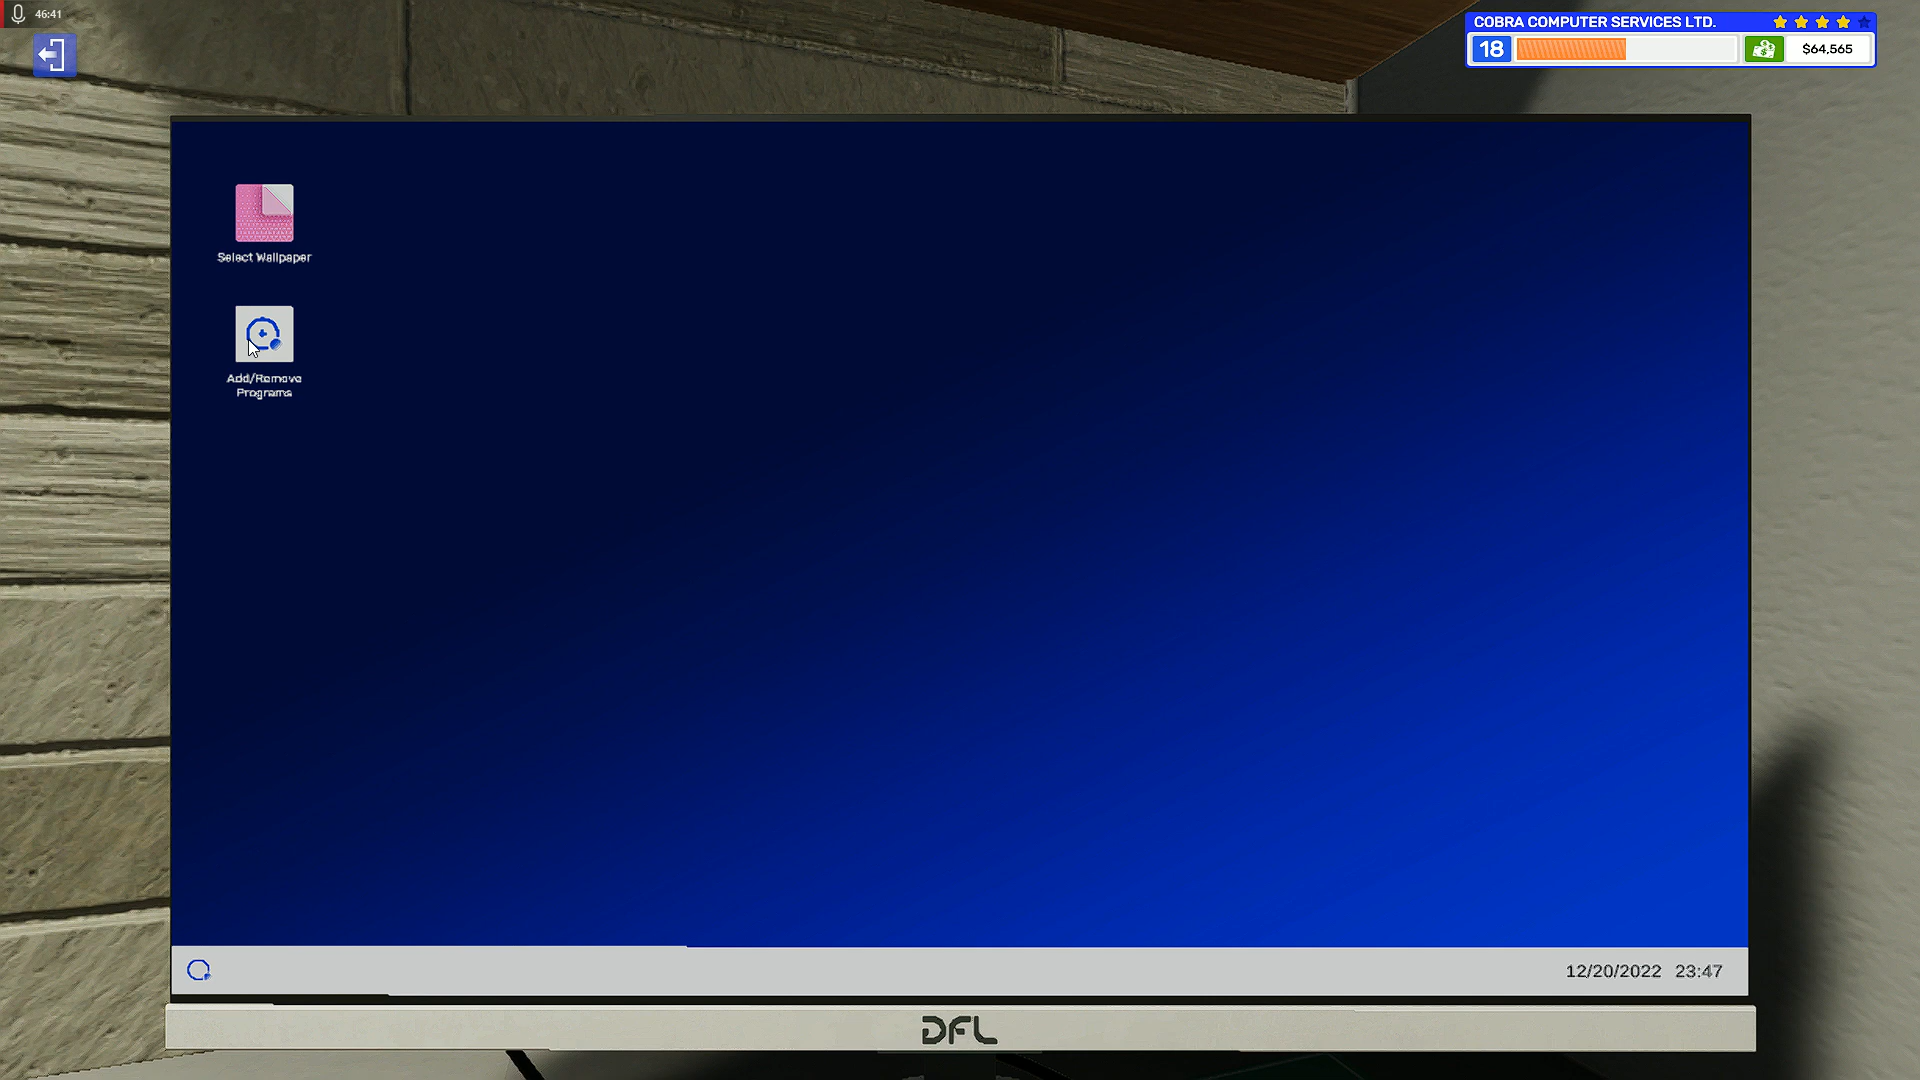 46:41
COBRA COMPUTER SERVICES LTD.
18
$64,565
Select Wallpaper
Add/Remove
Programs
12/20/2022 23:47
DFL